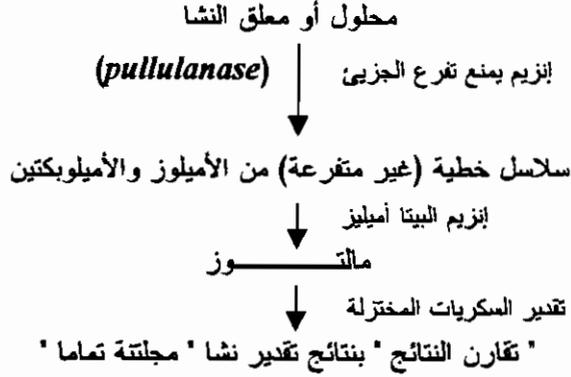 محلول أو معلق النشا
إنزيم يمنع تفرع الجزيئ (pullulanase)
سلاسل خطية (غير متفرعة) من الأميلوز والأميلوبكتين
إنزيم البيتا أميليز
مالتـــــــــــوز
تقدير السكريات المختزلة
" تقارن النتائج " بنتائج تقدير نشا " مجلتنة تماما "